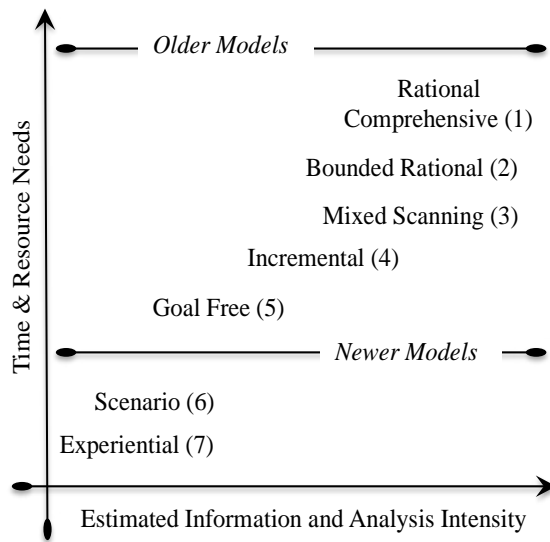 Older Models
Rational
Comprehensive (1)
Bounded Rational (2)
Mixed Scanning (3)
Incremental (4)
Goal Free (5)
Newer Models
Scenario (6)
Experiential (7)
Time & Resource Needs
Estimated Information and Analysis Intensity